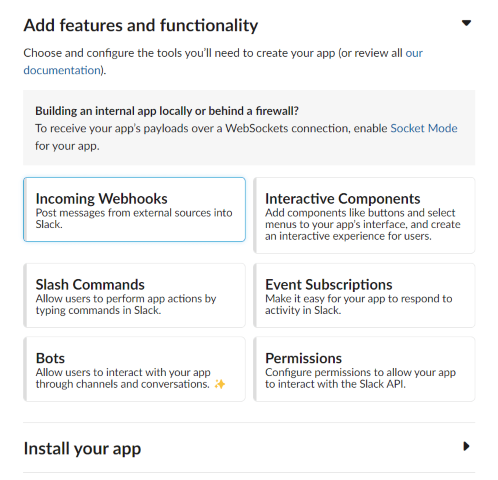 Add features and functionality
Choose and configure the tools you'll need to create your app (or review all our
documentation).
Building an internal app locally or behind a firewall?
To receive your app's payloads over a WebSockets connection, enable Socket Mode
for your app.
Incoming Webhooks
Post messages from external sources into
Slack.
Interactive Components
Add components like buttons and select
menus to your app's interface, and create
an interactive experience for users.
Slash Commands
Allow users to perform app actions by
typing commands in Slack.
Event Subscriptions
Make it easy for your app to respond to
activity in Slack.
Bots
Allow users to interact with your app
through channels and conversations. ✨
Permissions
Configure permissions to allow your app
to interact with the Slack API.
Install your app